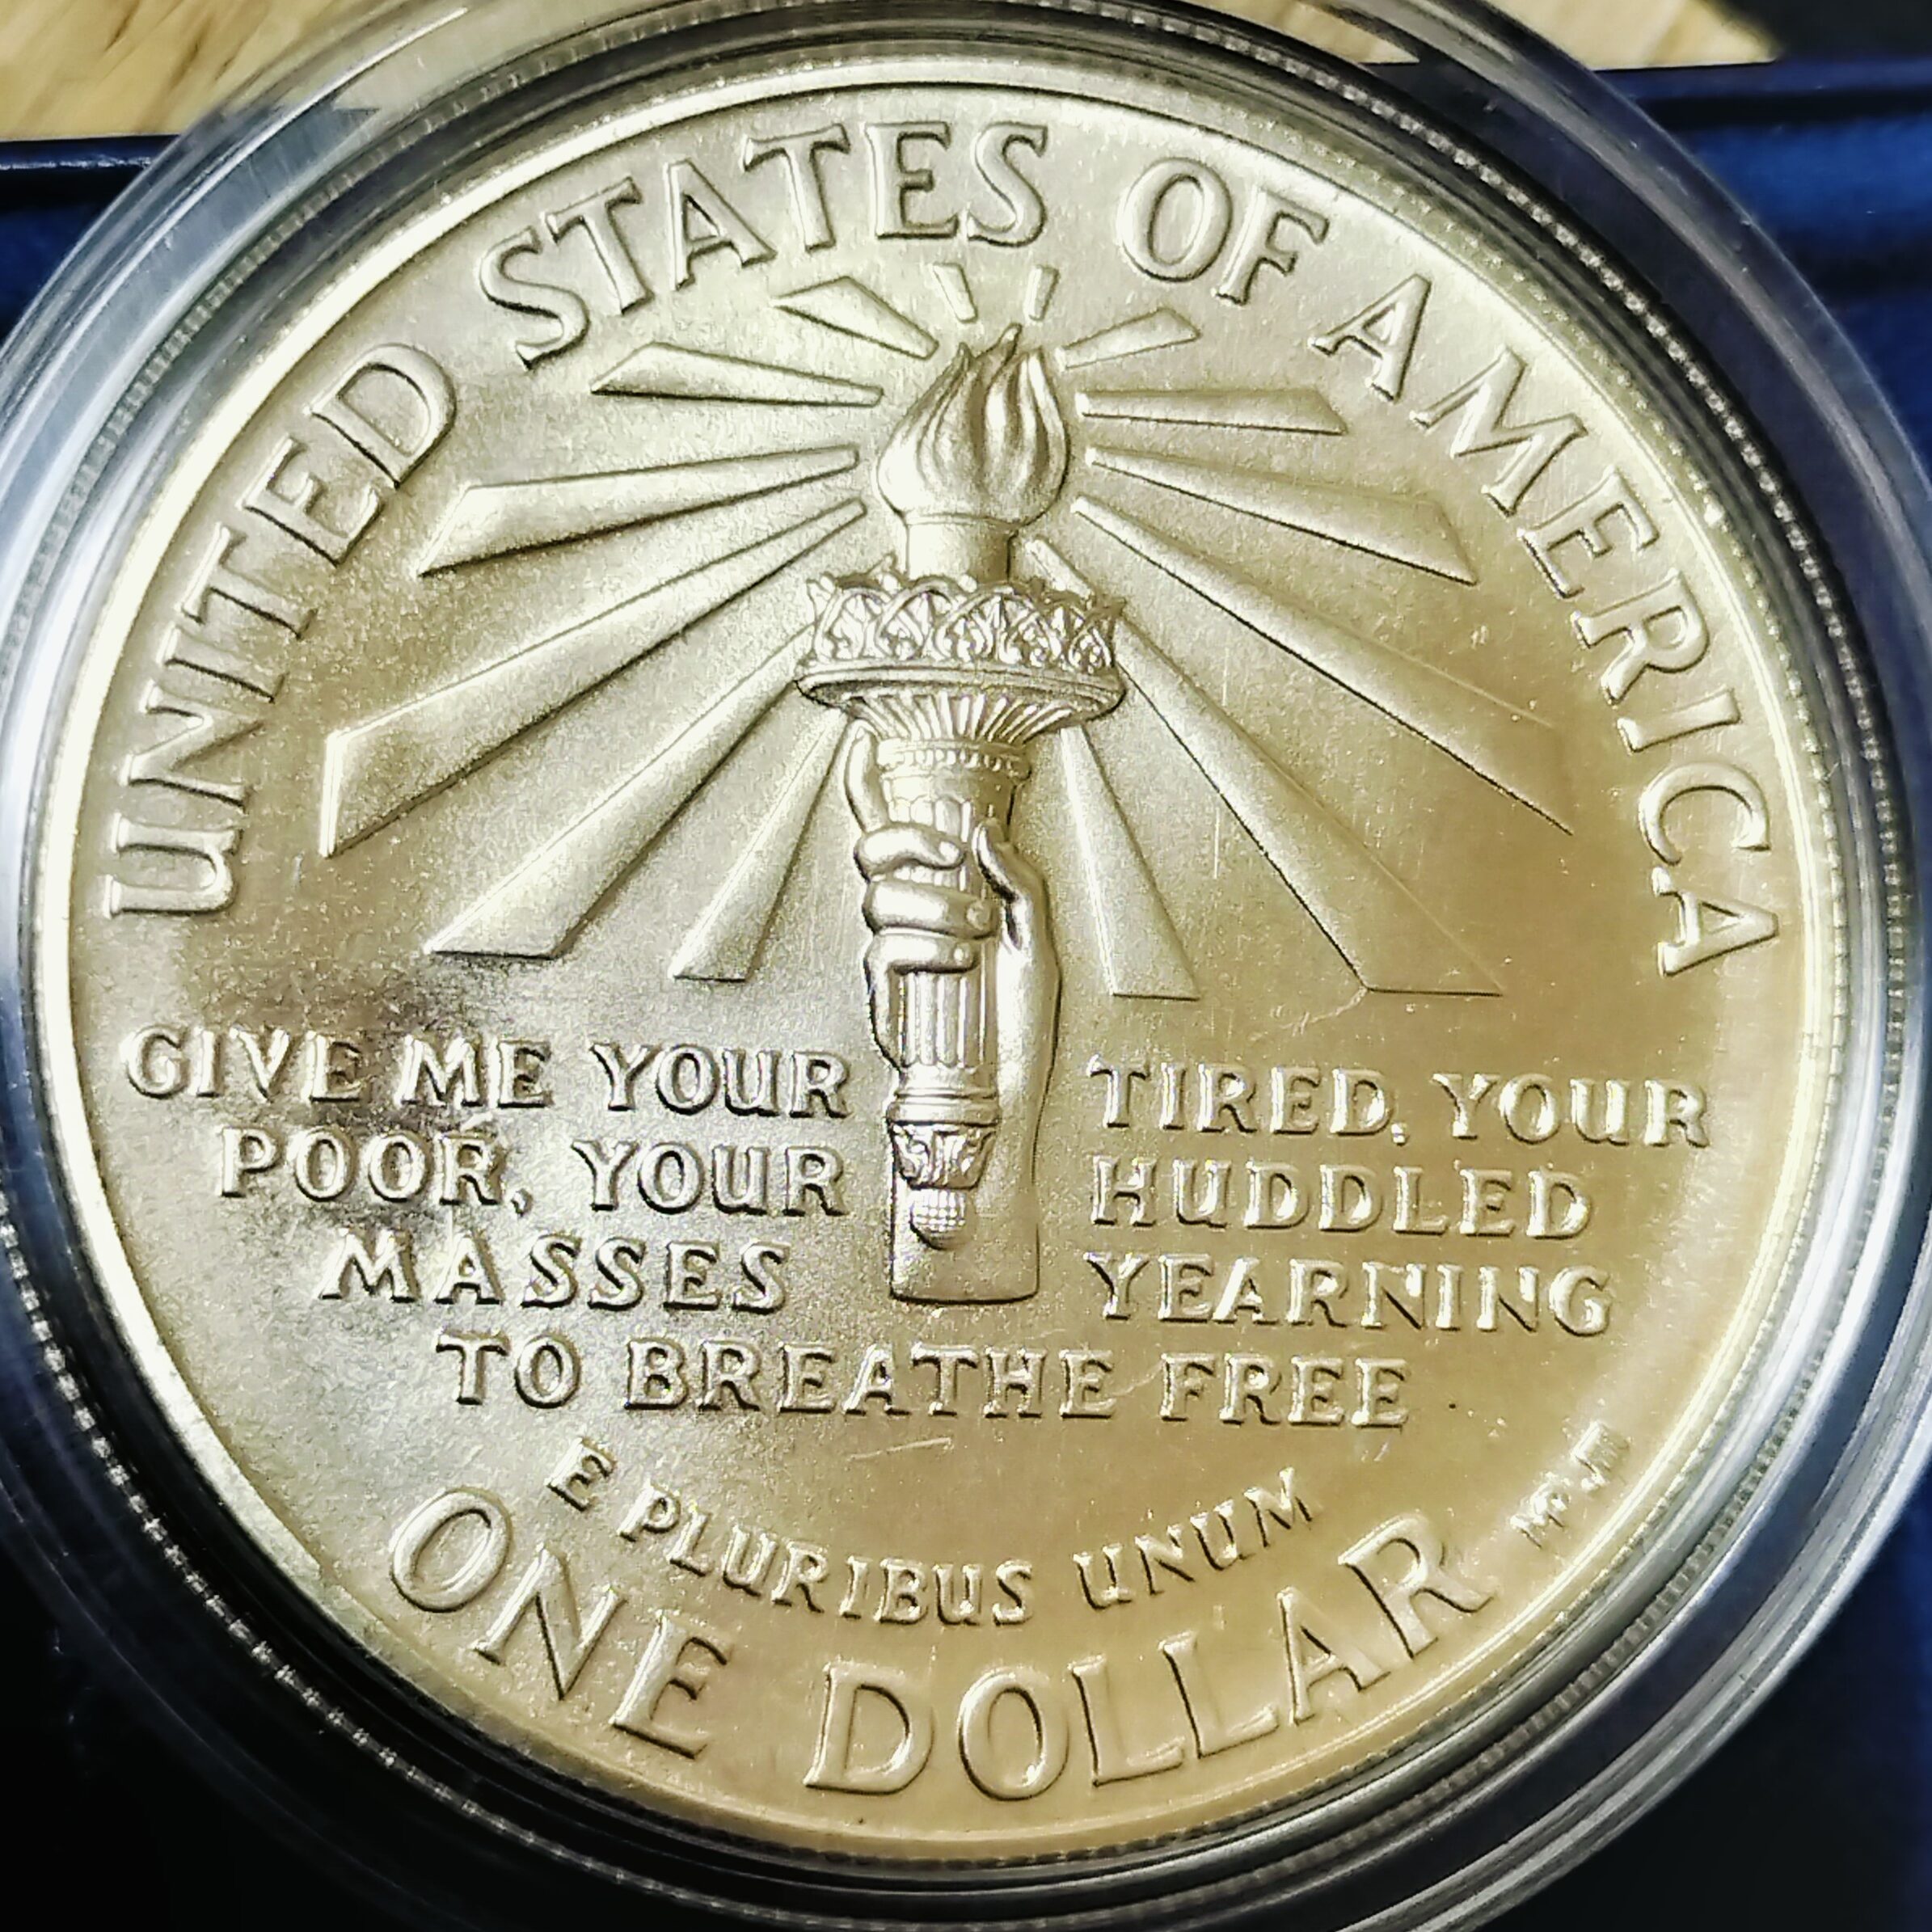 UNITED STATES OF AMERICA
GIVE ME YOUR TIRED, YOUR
POOR, YOUR HUDDLED
MASSES YEARNING
TO BREATHE FREE
E PLURIBUS UNUM
ONE DOLLAR